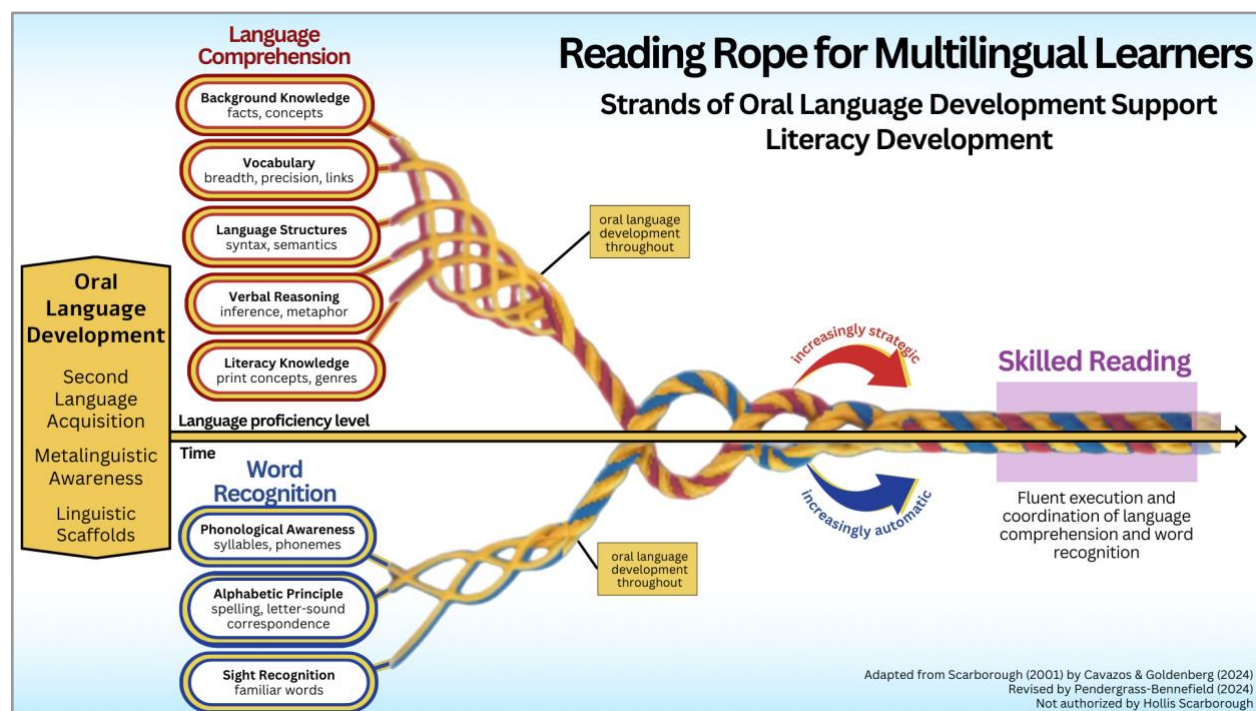 Reading Rope for Multilingual Learners
Strands of Oral Language Development Support
Literacy Development
Language
Comprehension
Background Knowledge
facts, concepts
Vocabulary
breadth, precision, links
Language Structures
syntax, semantics
Verbal Reasoning
inference, metaphor
Literacy Knowledge
print concepts, genres
Oral
Language
Development
Second
Language
Acquisition
Metalinguistic
Awareness
Linguistic
Scaffolds
oral language
development
throughout
Language proficiency level
Time
Word
Recognition
Phonological Awareness
syllables, phonemes
Alphabetic Principle
spelling, letter-sound
correspondence
Sight Recognition
familiar words
oral language
development
throughout
increasingly strategic
increasingly automatic
Skilled Reading
Fluent execution and
coordination of language
comprehension and word
recognition
Adapted from Scarborough (2001) by Cavazos & Goldenberg (2024)
Revised by Pendergrass-Bennefield (2024)
Not authorized by Hollis Scarborough